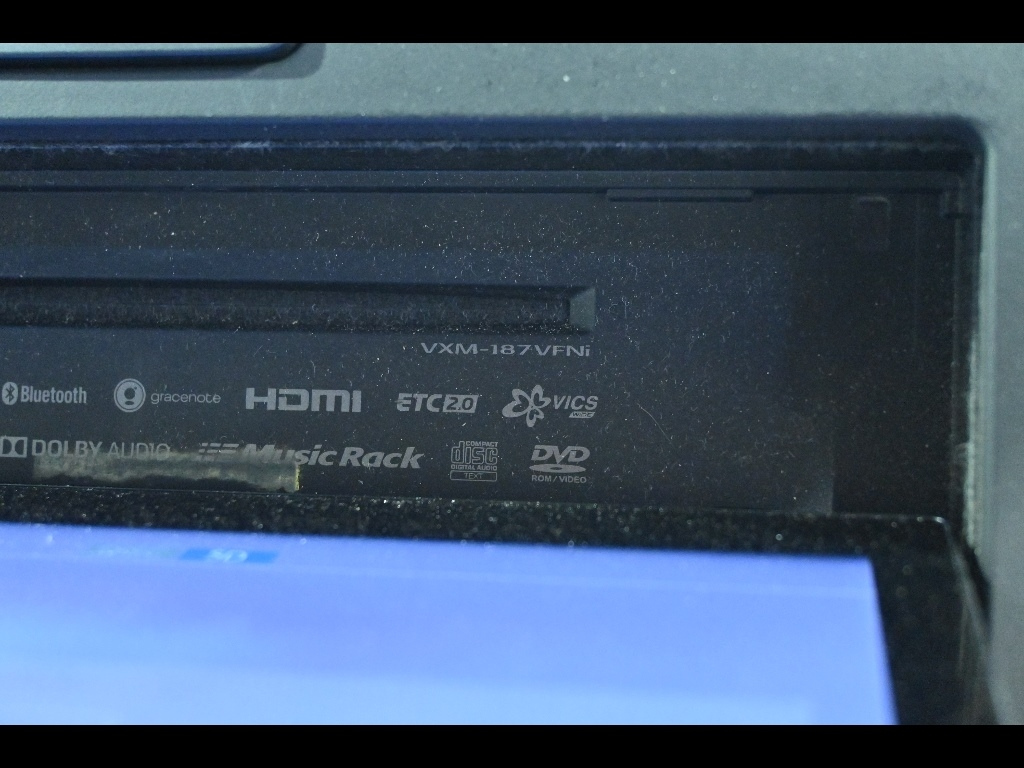 VXM-187VFNi
Bluetooth gracenote HDMI ETC2.0 VICS WIDE
DOLBY AUDIO Music Rack COMPACT disc DIGITAL AUDIO TEXT DVD ROM/VIDEO